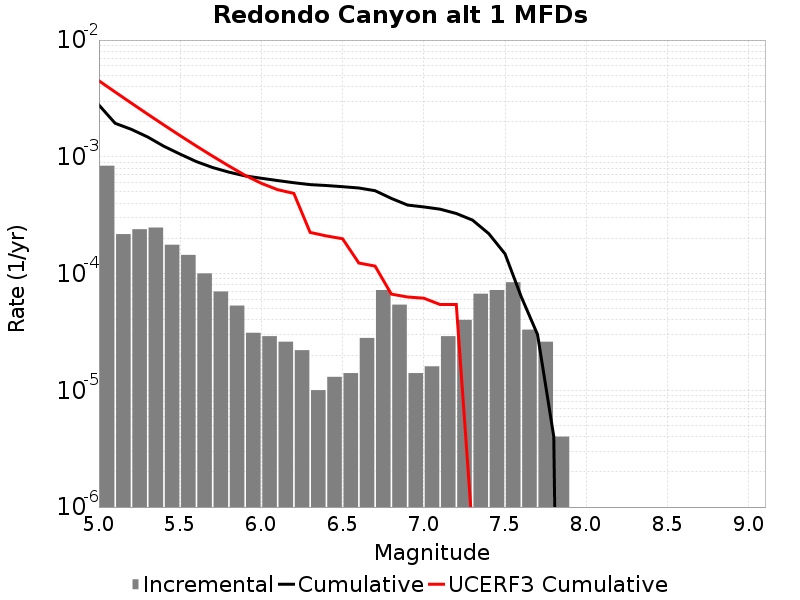 Redondo Canyon alt 1 MFDs
10^-2
10^-3
10^-4
10^-5
10^-6
Rate (1/yr)
5.0 5.5 6.0 6.5 7.0 7.5 8.0 8.5 9.0
Magnitude
Incremental Cumulative UCERF3 Cumulative